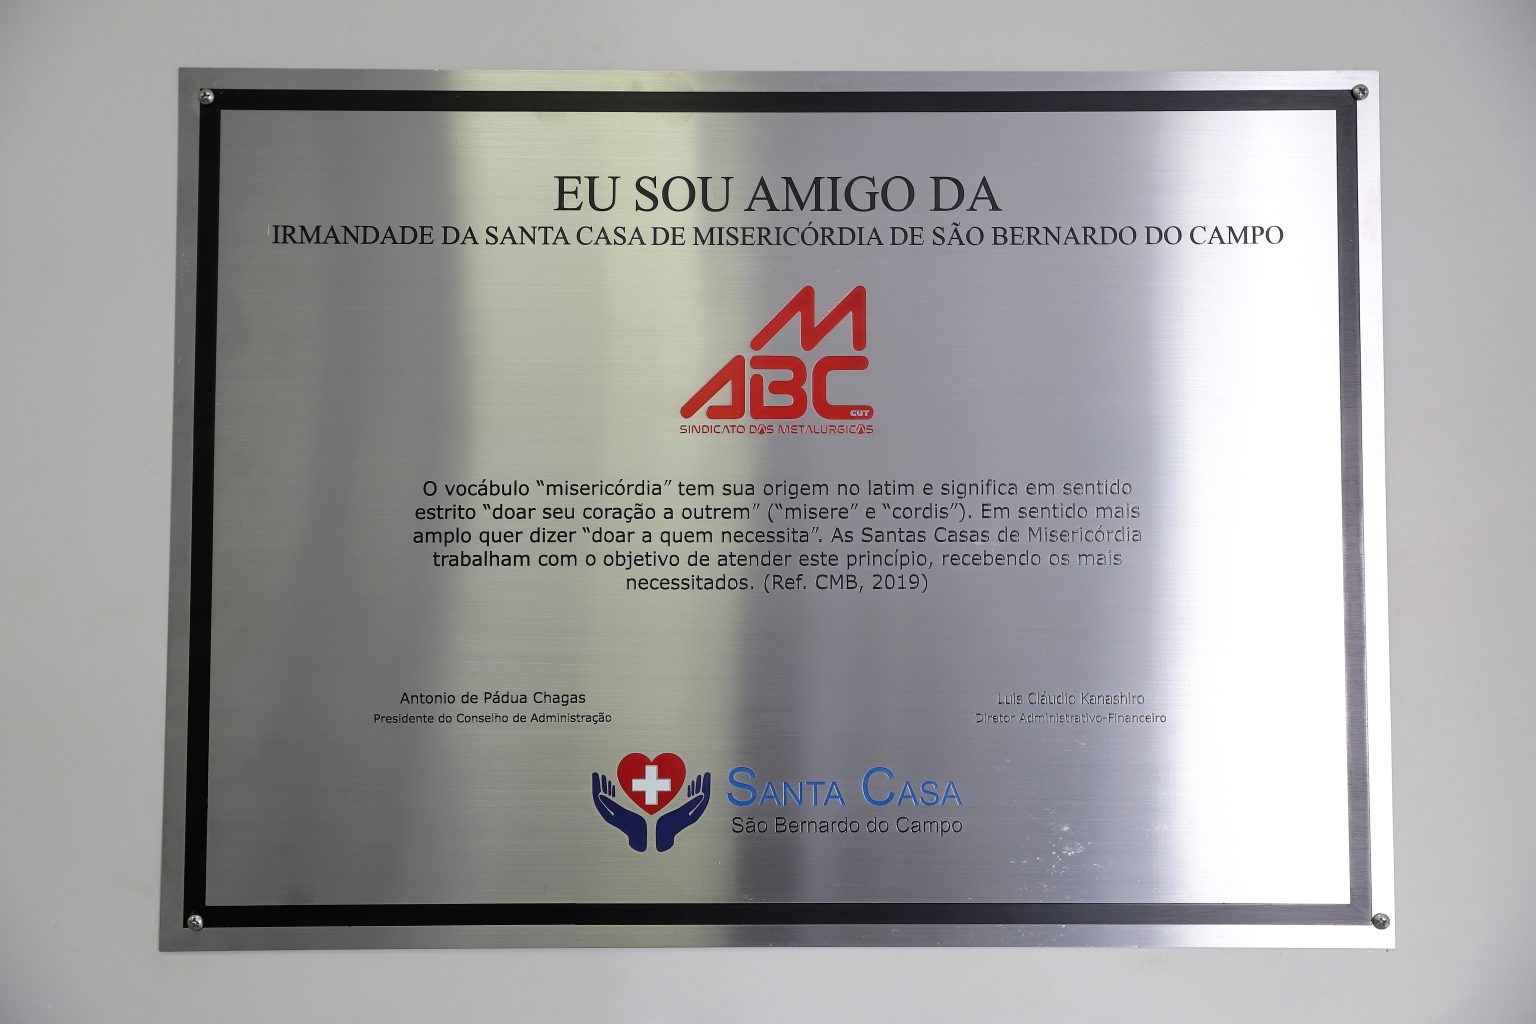 EU SOU AMIGO DA
IRMANDADE DA SANTA CASA DE MISERICÓRDIA DE SÃO BERNARDO DO CAMPO
M
ABC
CUT
SINDICATO DAS METALURGICAS
O vocábulo “misericórdia” tem sua origem no latim e significa em sentido
estrito “doar seu coração a outrem” (“misere” e “cordis”). Em sentido mais
amplo quer dizer “doar a quem necessita”. As Santas Casas de Misericórdia
trabalham com o objetivo de atender este princípio, recebendo os mais
necessitados. (Ref. CMB, 2019)
Antonio de Pádua Chagas
Presidente do Conselho de Administração
Luis Cláudio Kanashiro
Diretor Administrativo-Financeiro
SANTA CASA
São Bernardo do Campo